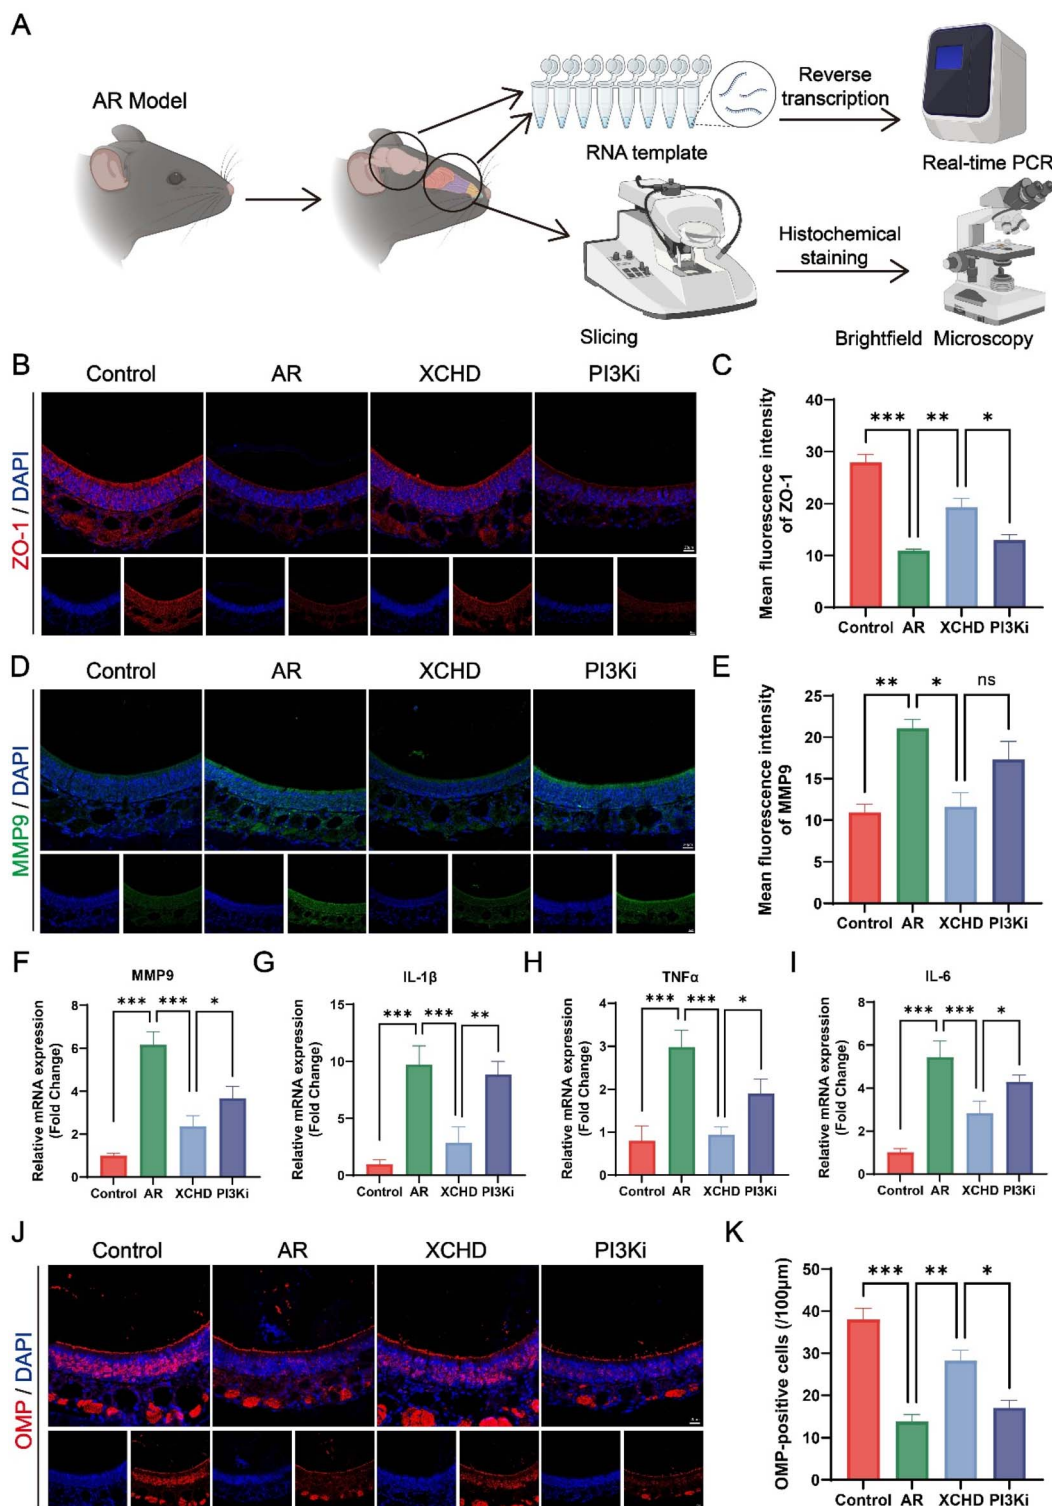 A
AR Model
RNA template
Reverse
transcription
Real-time PCR
Slicing
Histochemical
staining
Brightfield Microscopy
B
Control AR XCHD PI3Ki
ZO-1 / DAPI
C
Mean fluorescence intensity
of ZO-1
40
30
20
10
0
*** ** *
Control AR XCHD PI3Ki
D
Control AR XCHD PI3Ki
MMP9 / DAPI
E
Mean fluorescence intensity
of MMP9
25
20
15
10
5
0
** * ns
Control AR XCHD PI3Ki
F
MMP9
Relative mRNA expression
(Fold Change)
8
6
4
2
0
*** *** *
Control AR XCHD PI3Ki
G
IL-1β
Relative mRNA expression
(Fold Change)
15
10
5
0
*** *** **
Control AR XCHD PI3Ki
H
TNFα
Relative mRNA expression
(Fold Change)
4
3
2
1
0
*** *** *
Control AR XCHD PI3Ki
I
IL-6
Relative mRNA expression
(Fold Change)
8
6
4
2
0
*** *** *
Control AR XCHD PI3Ki
J
Control AR XCHD PI3Ki
OMP / DAPI
K
OMP-positive cells (/100μm)
50
40
30
20
10
0
*** ** *
Control AR XCHD PI3Ki